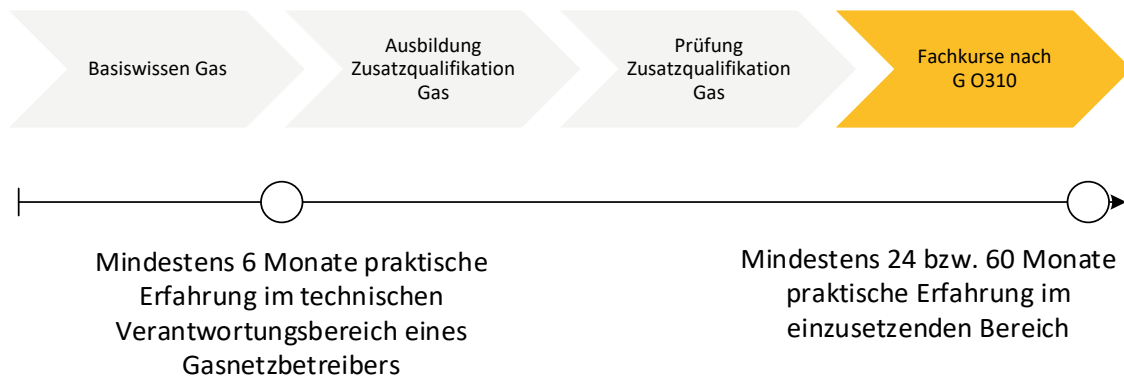 Basiswissen Gas
Ausbildung
Zusatzqualifikation
Gas
Prüfung
Zusatzqualifikation
Gas
Fachkurse nach
G O310
Mindestens 6 Monate praktische
Erfahrung im technischen
Verantwortungsbereich eines
Gasnetzbetreibers
Mindestens 24 bzw. 60 Monate
praktische Erfahrung im
einzusetzenden Bereich